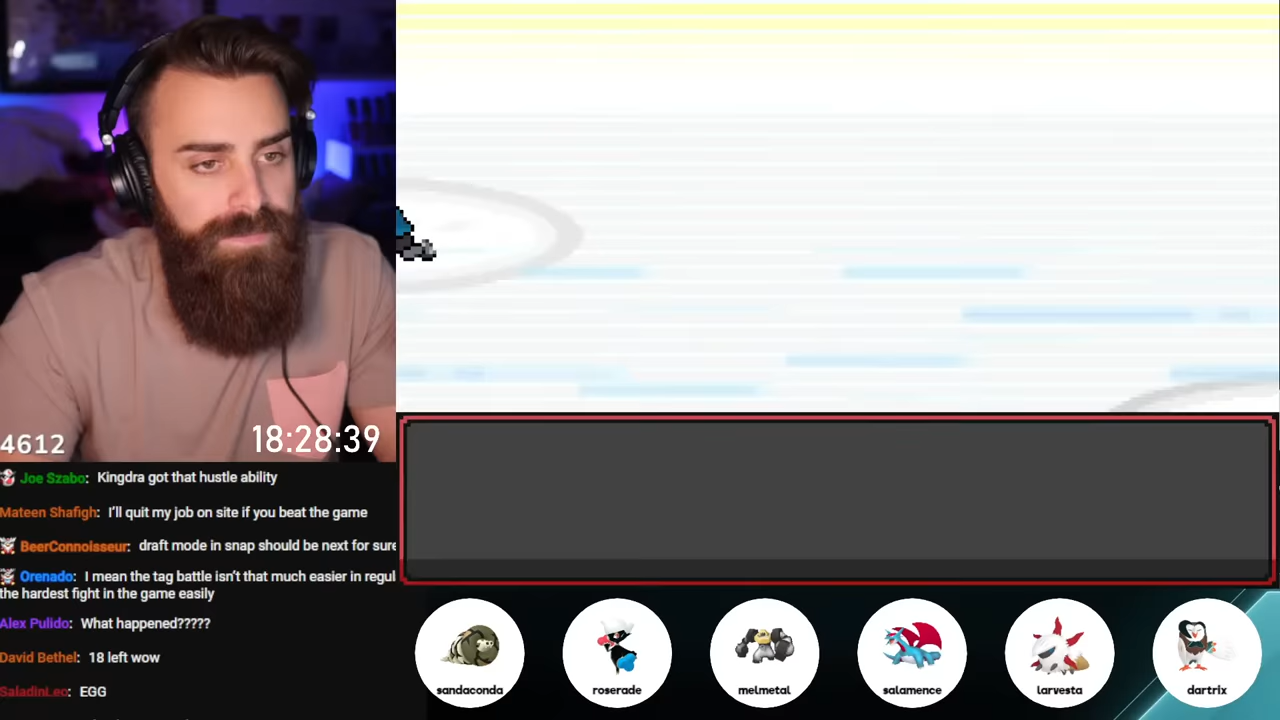 4612
18:28:39
Joe Szabo: Kingdra got that hustle ability
Mateen Shafigh: I'll quit my job on site if you beat the game
BeerConnoisseur: draft mode in snap should be next for sure
Orenado: I mean the tag battle isn't that much easier in regul
the hardest fight in the game easily
Alex Pulido: What happened?????
David Bethel: 18 left wow
SaladinLeo: EGG
sandaconda
roserade
melmetal
salamence
larvesta
dartrix